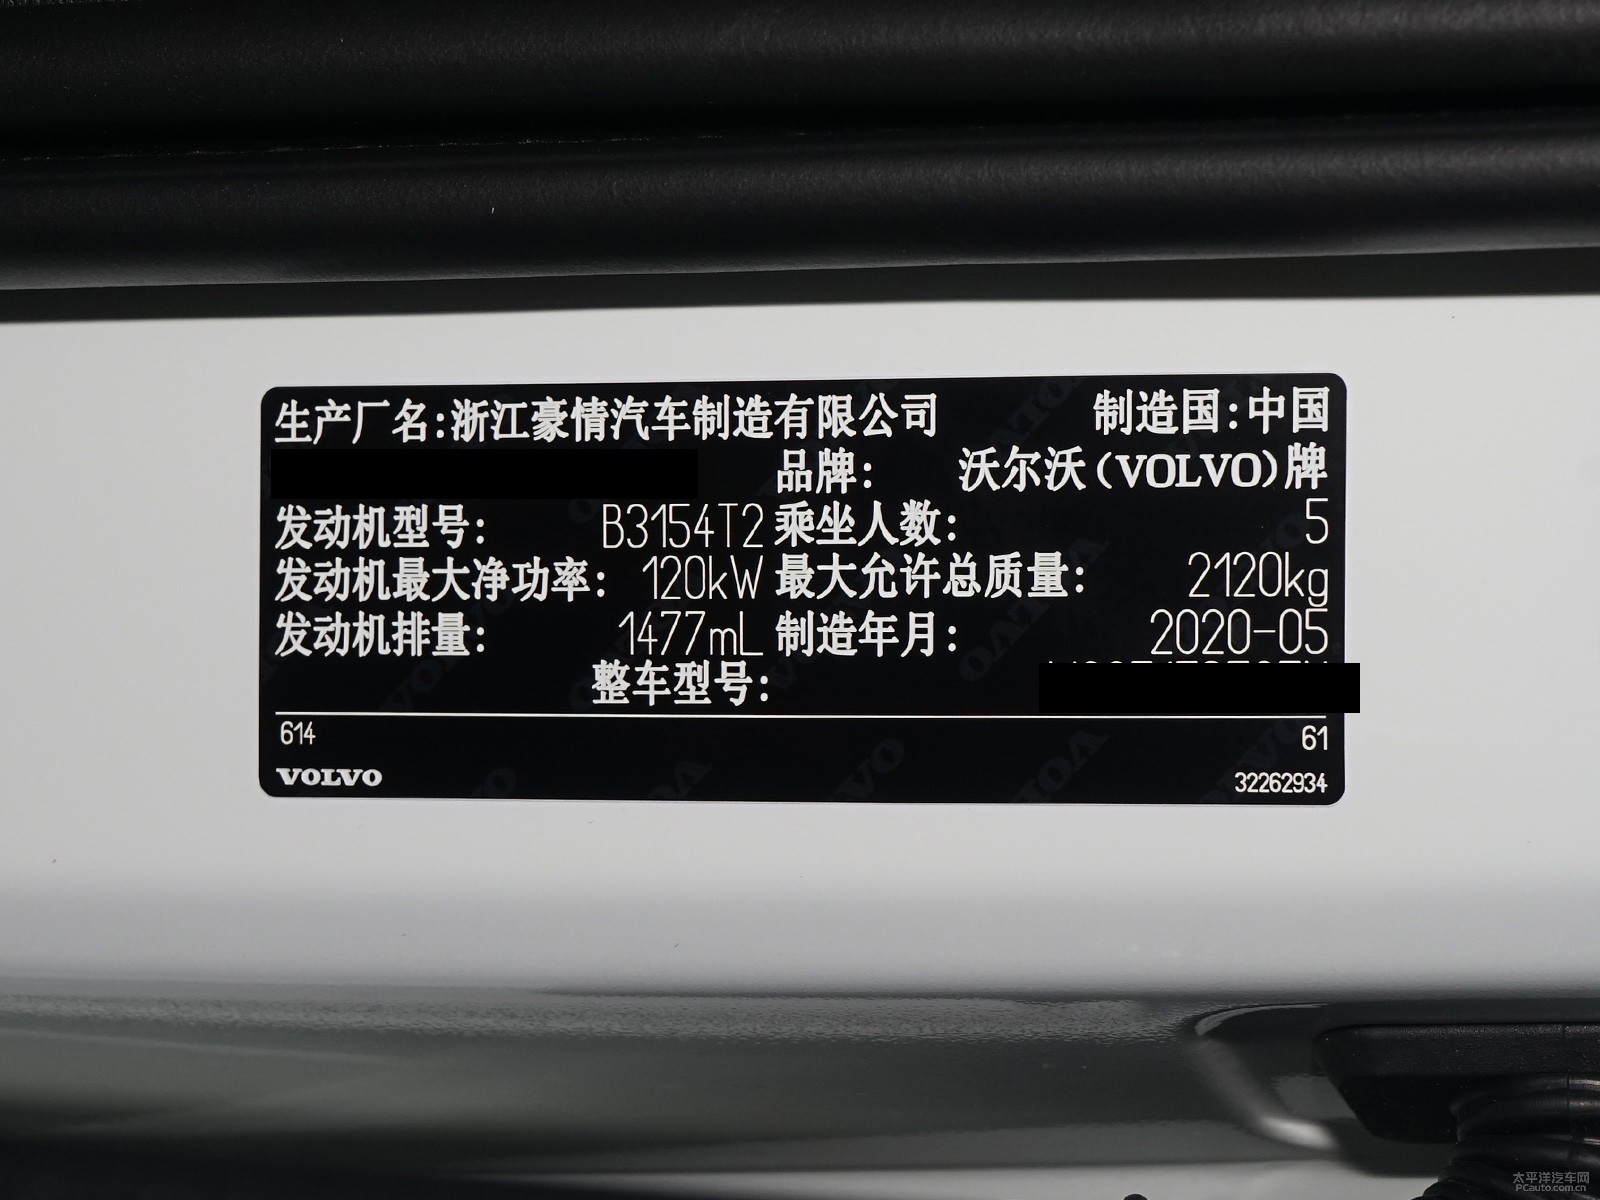 生产厂名:浙江豪情汽车制造有限公司 制造国:中国
品牌: 沃尔沃(VOLVO)牌
发动机型号: B3154T2 乘坐人数: 5
发动机最大净功率: 120kW 最大允许总质量: 2120kg
发动机排量: 1477mL 制造年月: 2020-05
整车型号:
614 61
VOLVO 32262934
太平洋汽车网
PCauto.com.cn